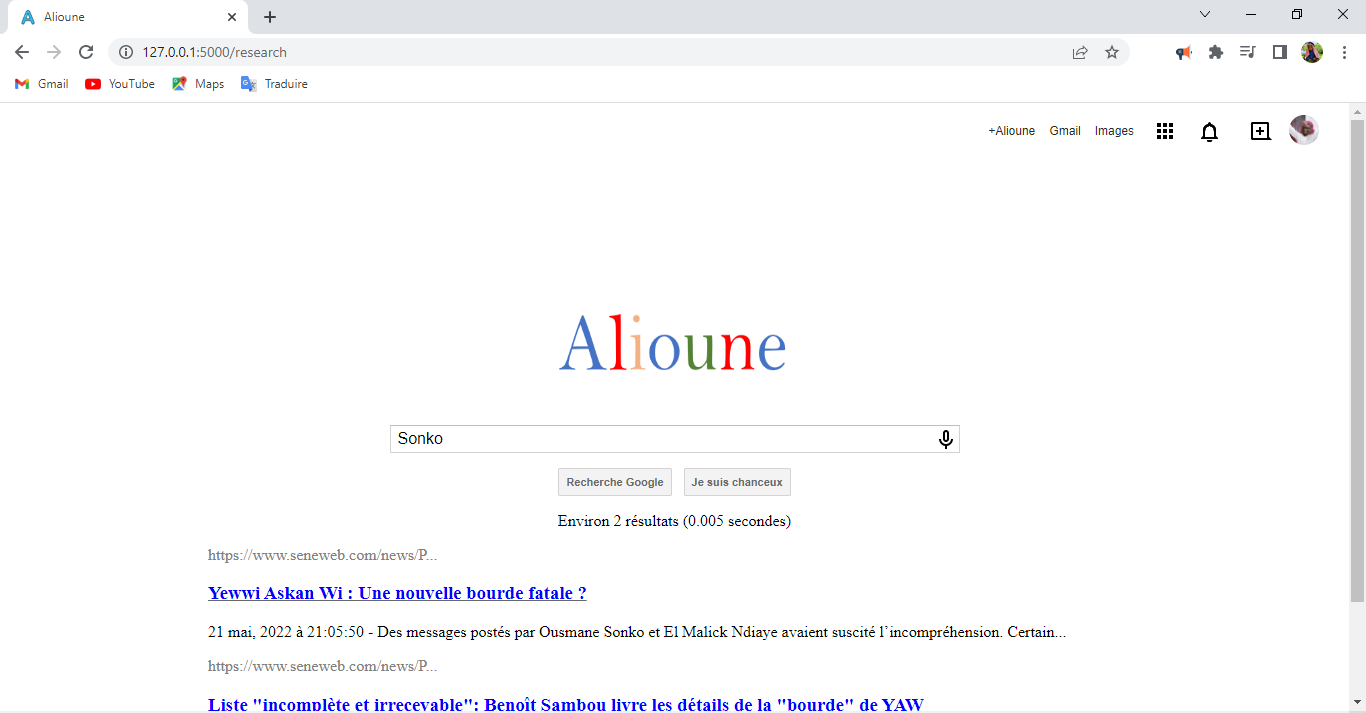 Alioune
127.0.0.1:5000/research
Gmail YouTube Maps Traduire
+Alioune Gmail Images
Alioune
Sonko
Recherche Google Je suis chanceux
Environ 2 résultats (0.005 secondes)
https://www.seneweb.com/news/P...
Yewwi Askan Wi : Une nouvelle bourde fatale ?
21 mai, 2022 à 21:05:50 - Des messages postés par Ousmane Sonko et El Malick Ndiaye avaient suscité l’incompréhension. Certain...
https://www.seneweb.com/news/P...
Liste "incomplète et irrecevable": Benoît Sambou livre les détails de la "bourde" de YAW